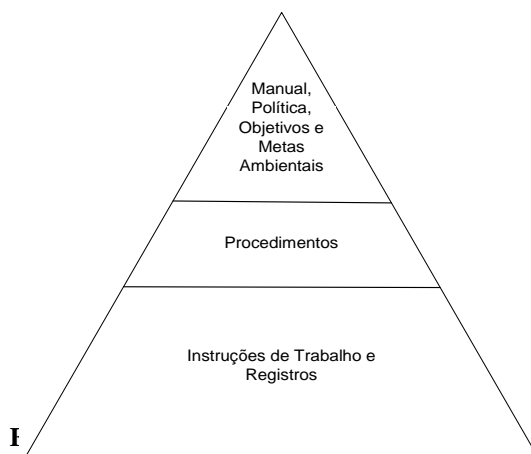 Manual,
Política,
Objetivos e
Metas
Ambientais
Procedimentos
Instruções de Trabalho e
Registros